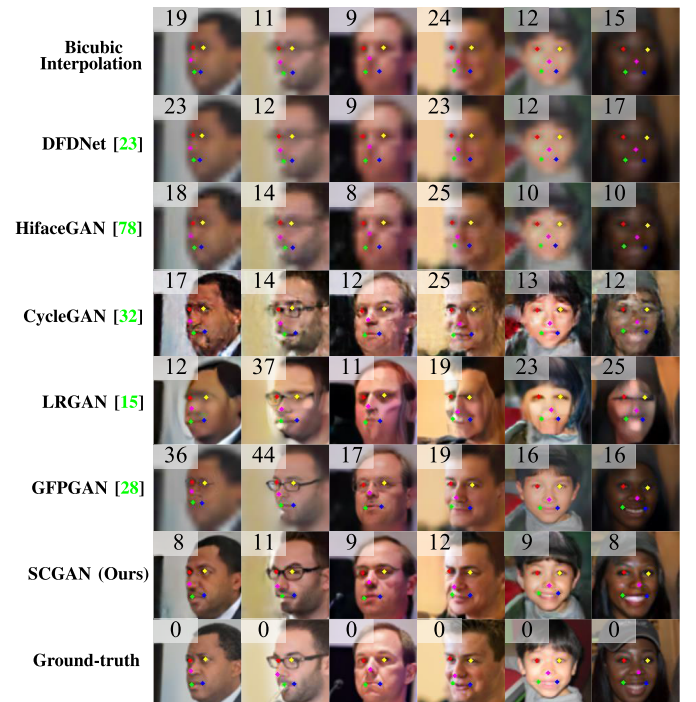 19 11 9 24 12 15
Bicubic
Interpolation
23 12 9 23 12 17
DFDNet [23]
18 14 8 25 10 10
HifaceGAN [78]
17 14 12 25 13 12
CycleGAN [32]
12 37 11 19 23 25
LRGAN [15]
36 44 17 19 16 16
GFPGAN [28]
8 11 9 12 9 8
SCGAN (Ours)
0 0 0 0 0 0
Ground-truth